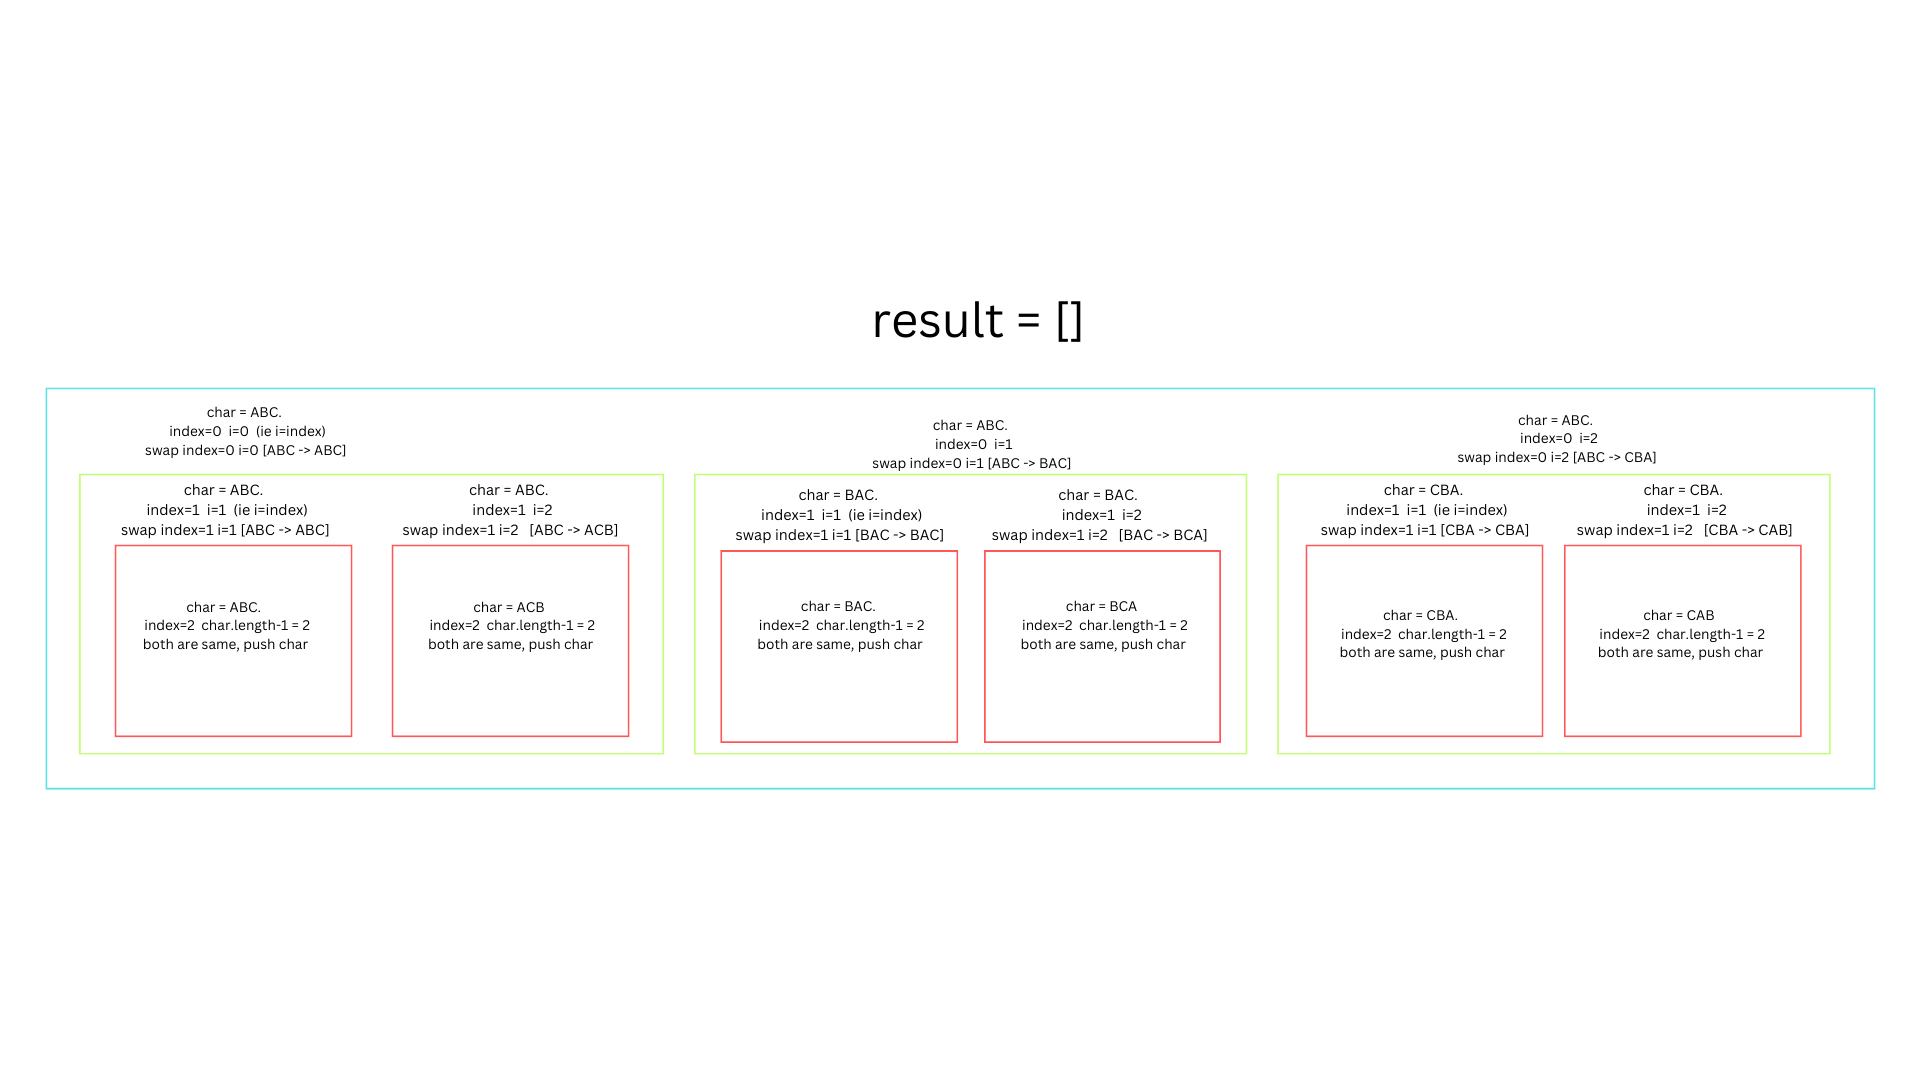 result = []
char = ABC.
index=0  i=0  (ie i=index)
swap index=0 i=0 [ABC -> ABC]
char = ABC.
index=1  i=1  (ie i=index)
swap index=1 i=1 [ABC -> ABC]
char = ABC.
index=2  char.length-1 = 2
both are same, push char
char = ABC.
index=1  i=2
swap index=1 i=2   [ABC -> ACB]
char = ACB
index=2  char.length-1 = 2
both are same, push char
char = ABC.
index=0  i=1
swap index=0 i=1 [ABC -> BAC]
char = BAC.
index=1  i=1  (ie i=index)
swap index=1 i=1 [BAC -> BAC]
char = BAC.
index=2  char.length-1 = 2
both are same, push char
char = BAC.
index=1  i=2
swap index=1 i=2   [BAC -> BCA]
char = BCA
index=2  char.length-1 = 2
both are same, push char
char = ABC.
index=0  i=2
swap index=0 i=2 [ABC -> CBA]
char = CBA.
index=1  i=1  (ie i=index)
swap index=1 i=1 [CBA -> CBA]
char = CBA.
index=2  char.length-1 = 2
both are same, push char
char = CBA.
index=1  i=2
swap index=1 i=2   [CBA -> CAB]
char = CAB
index=2  char.length-1 = 2
both are same, push char